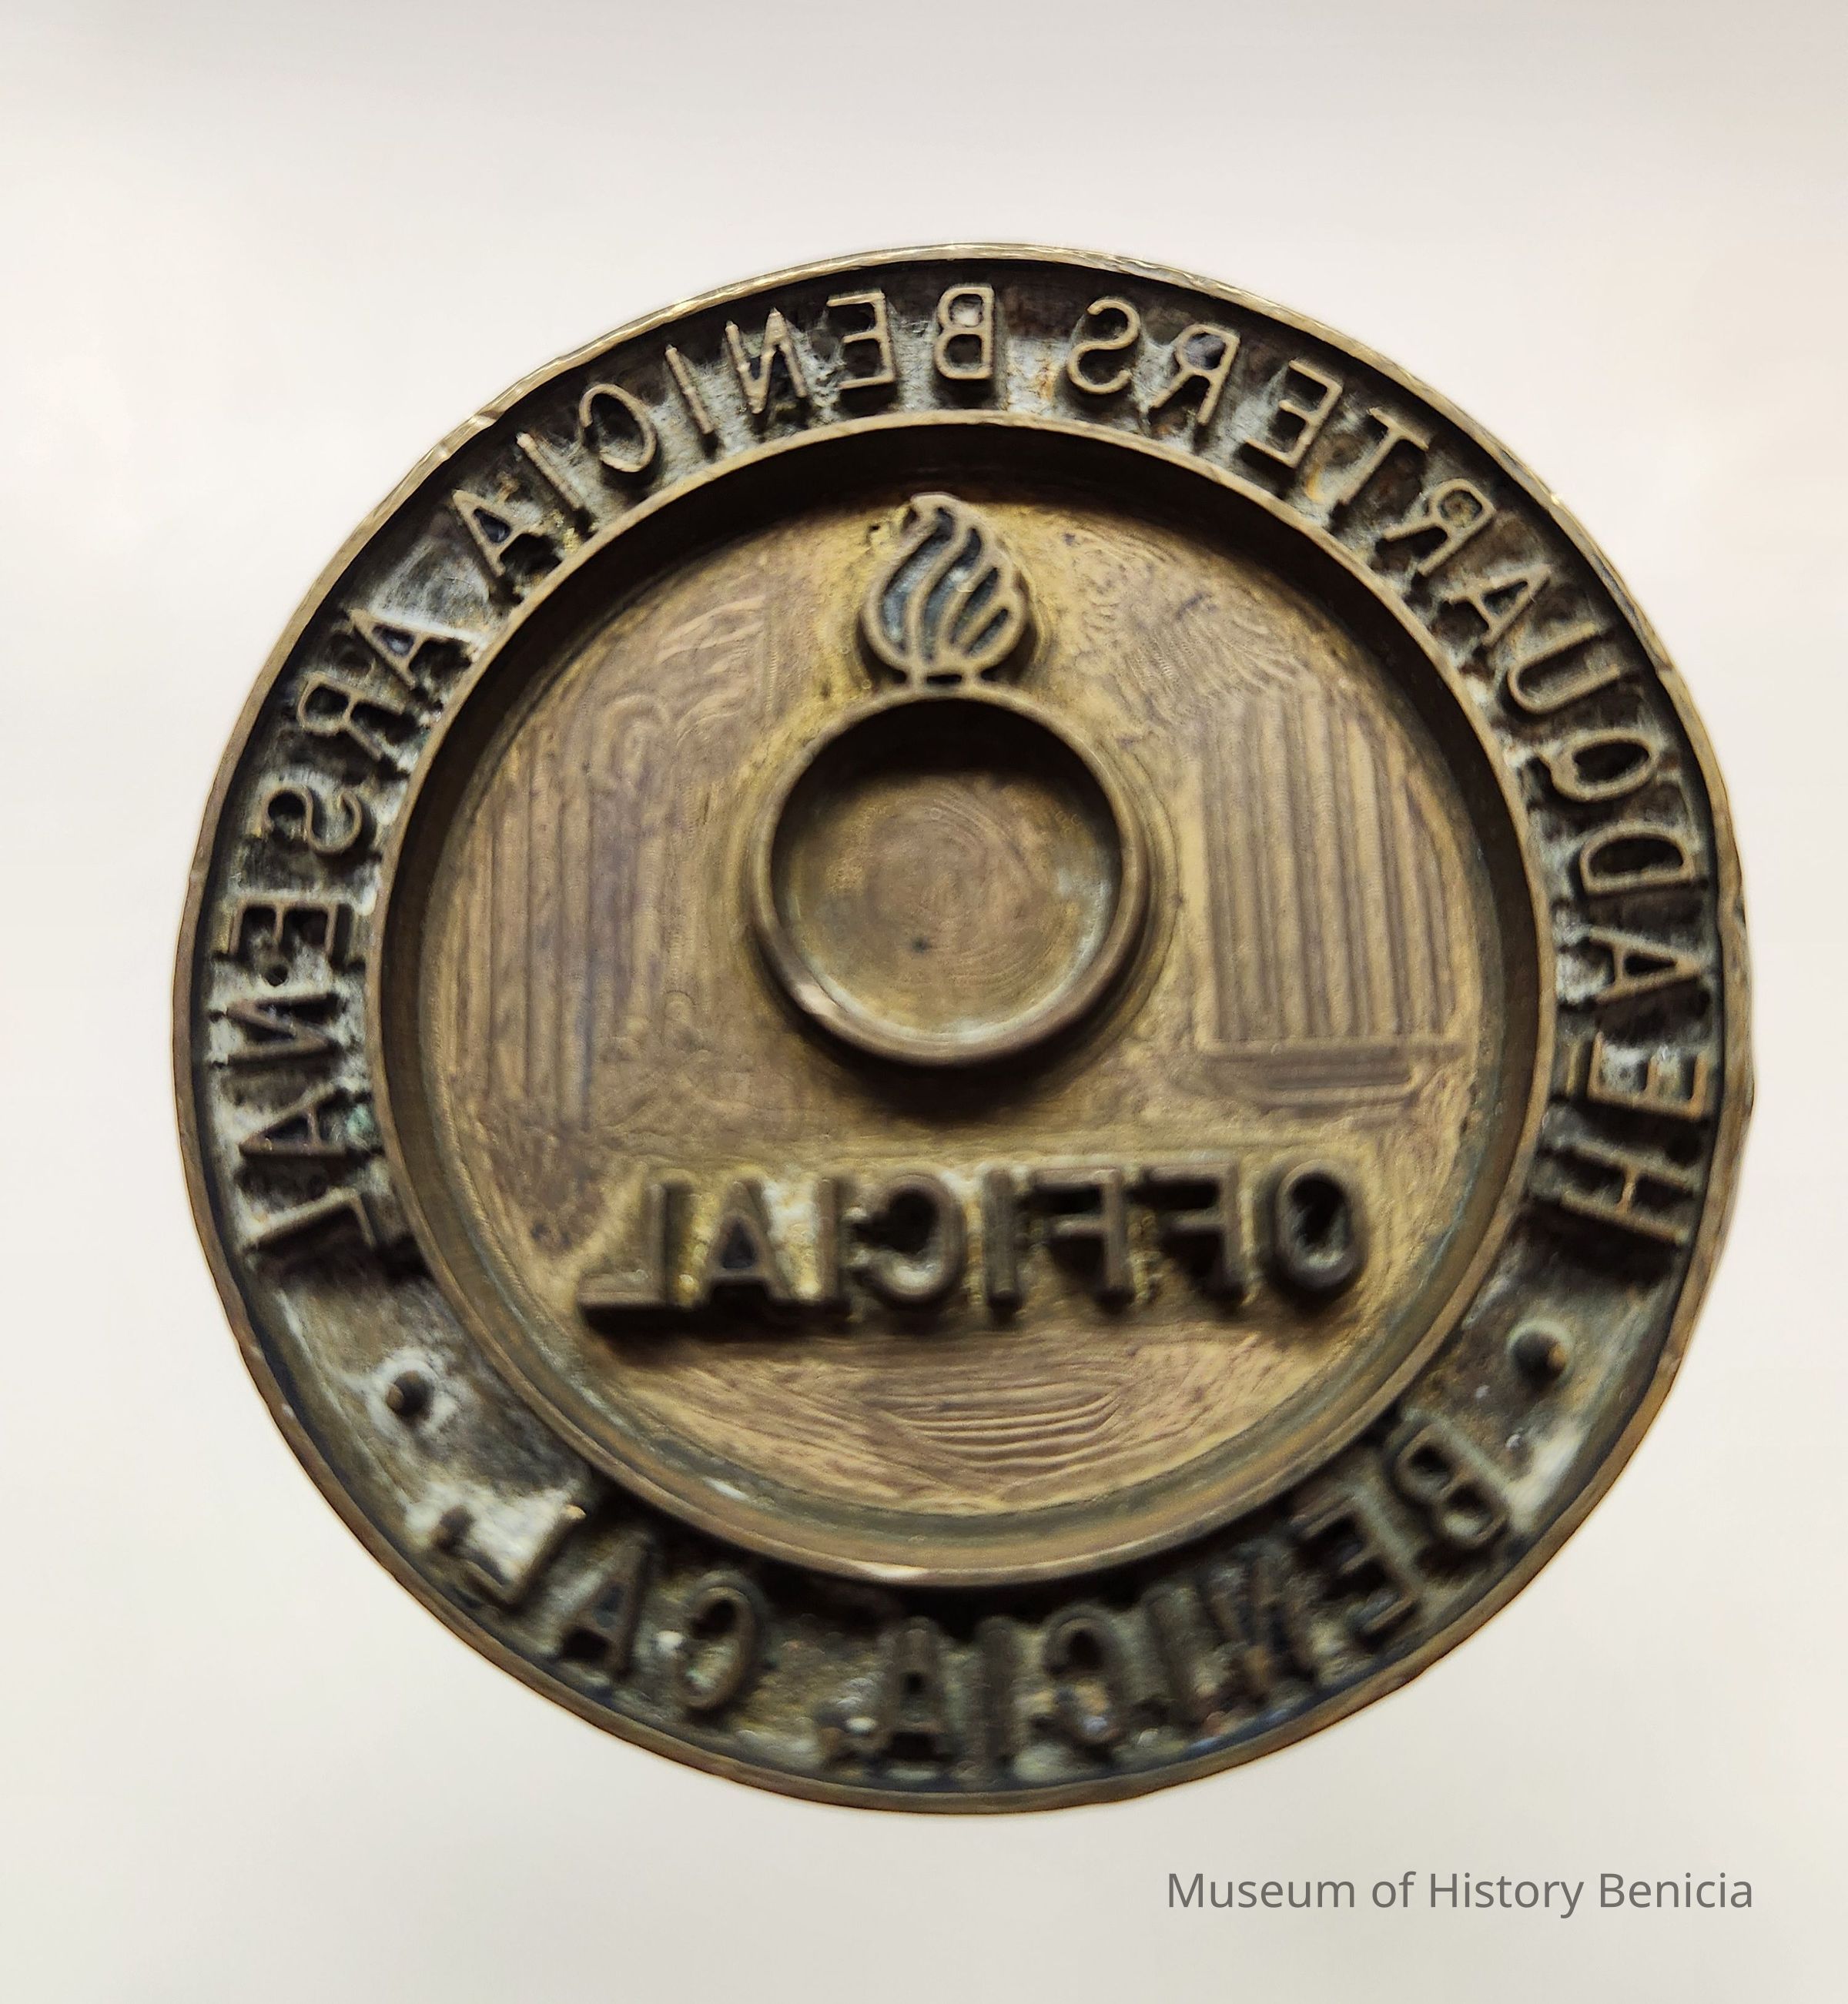 HEADQUARTERS BENICIA ARSENAL
OFFICIAL
BENICIA, CAL.
Museum of History Benicia